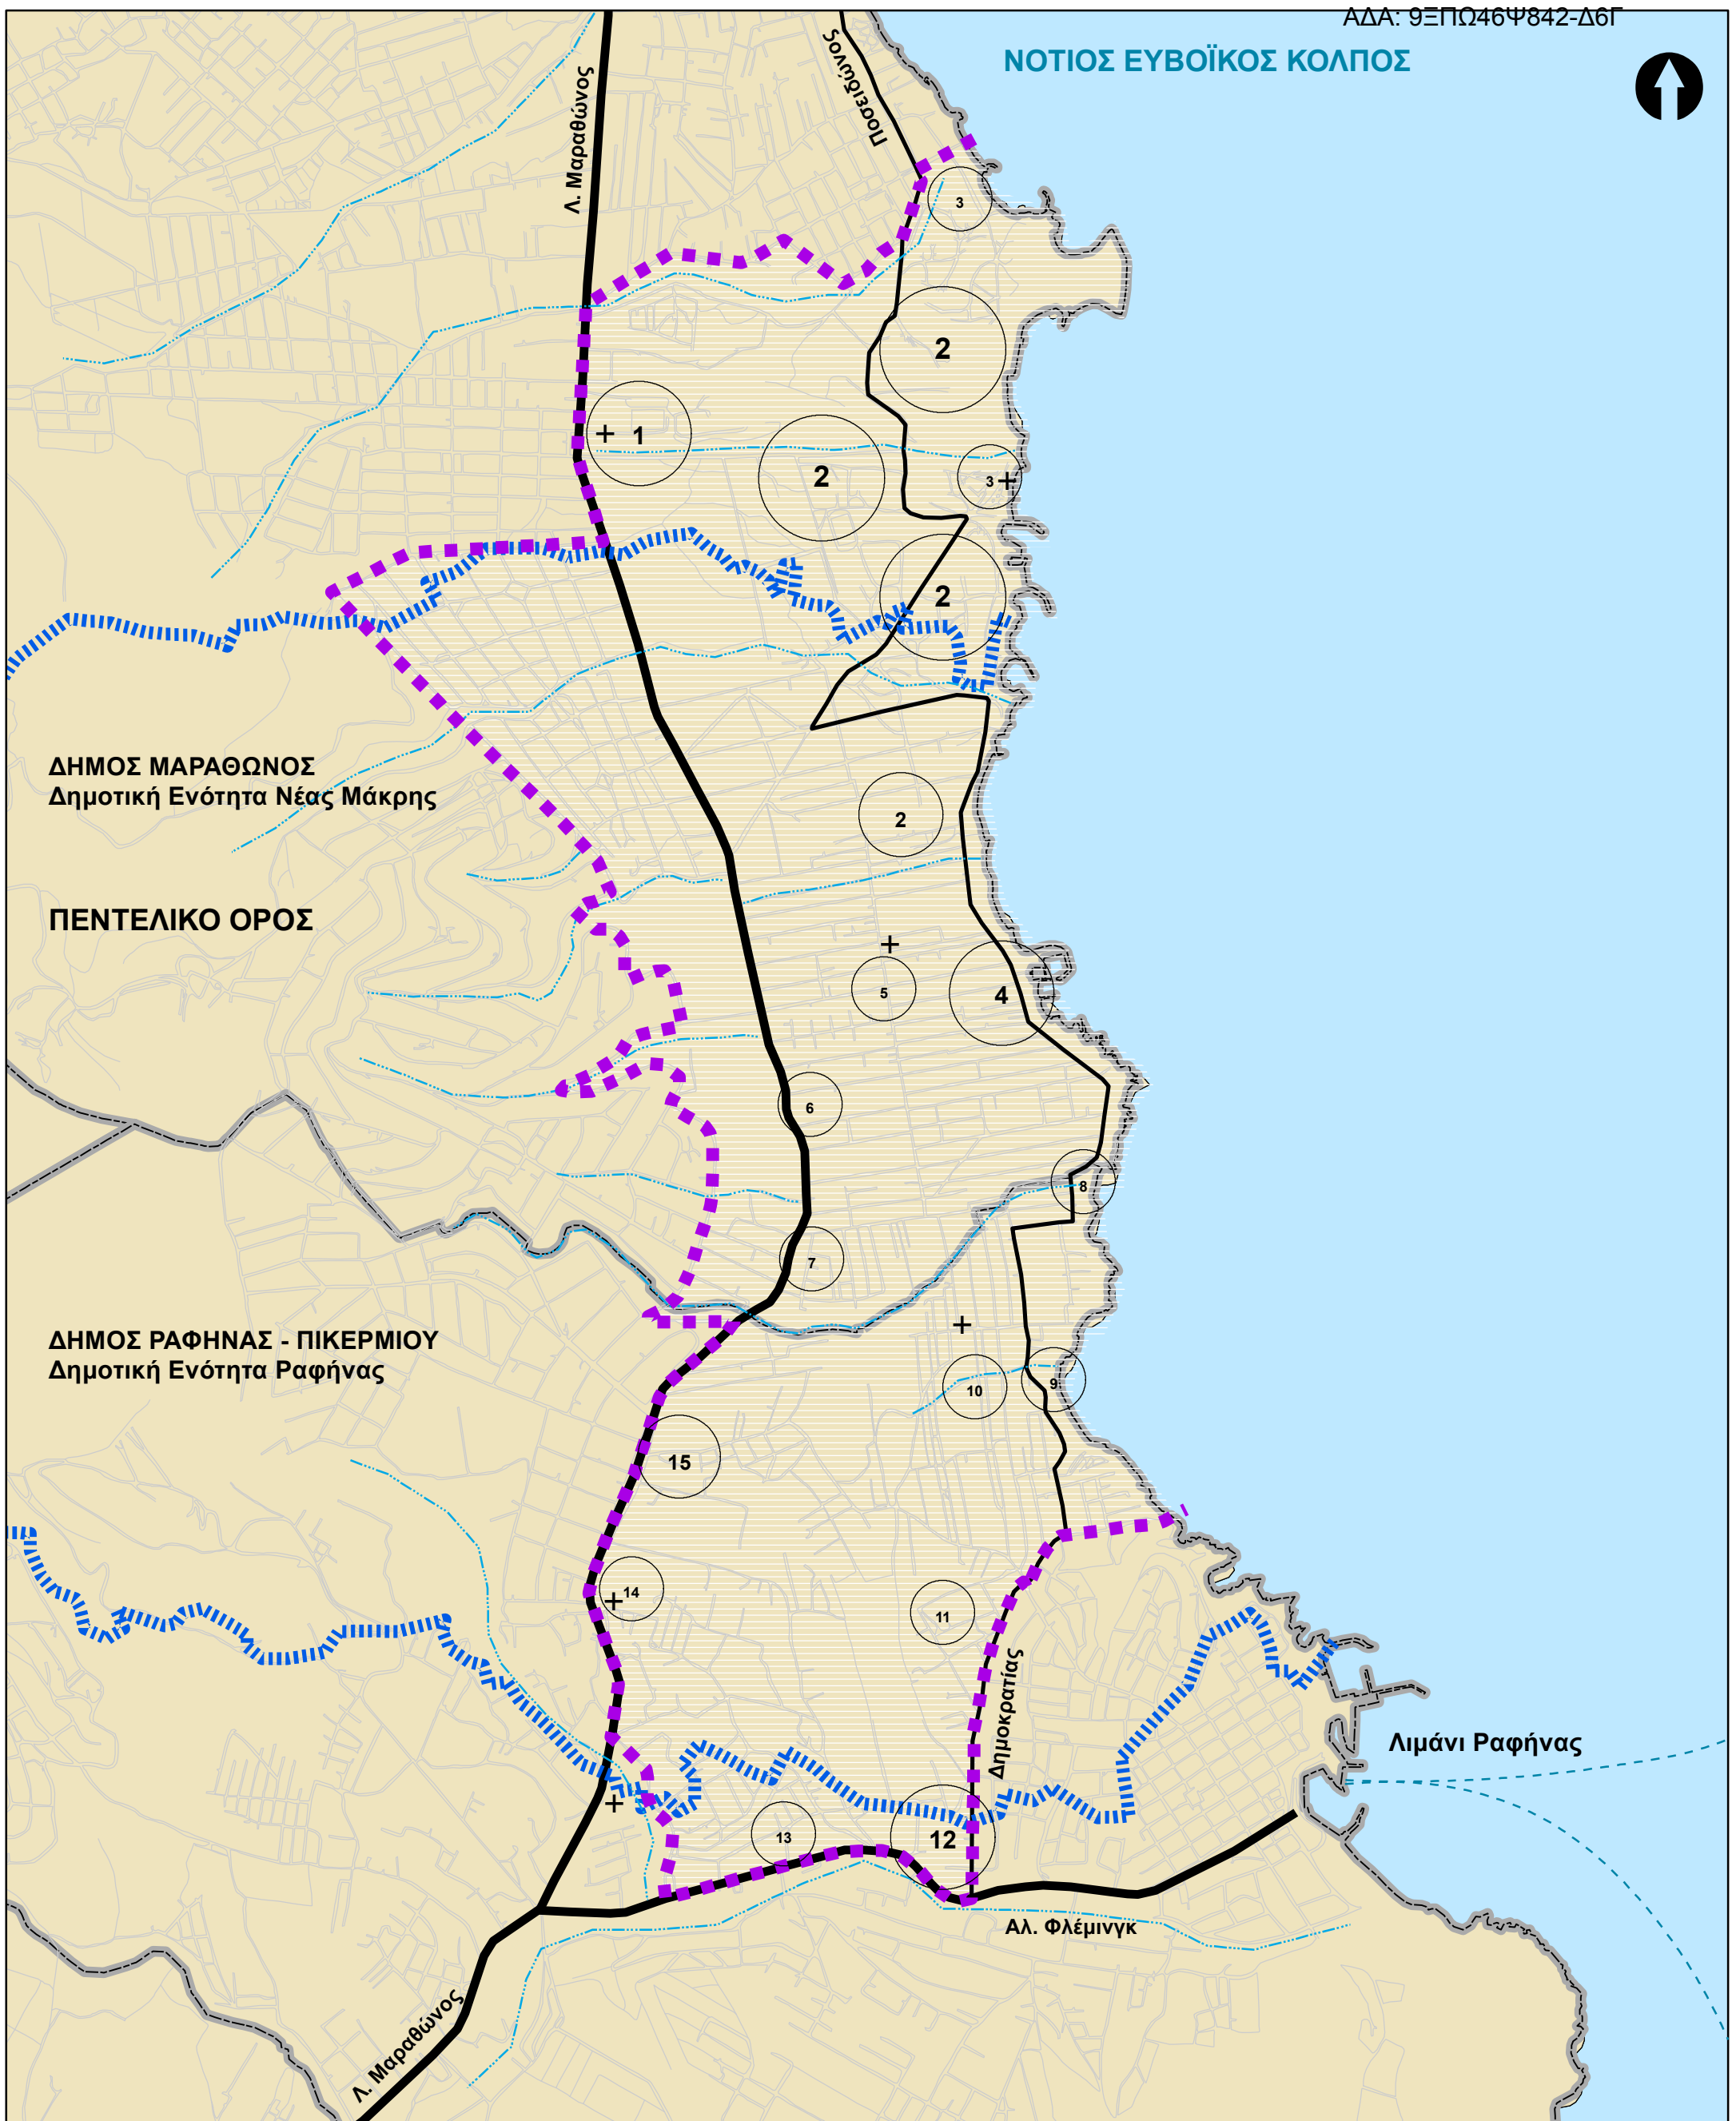 ΑΔΑ: 9ΞΠΩ46Ψ842-Δ6Γ
ΝΟΤΙΟΣ ΕΥΒΟΪΚΟΣ ΚΟΛΠΟΣ
Λ. Μαραθώνος
Ποσειδώνος
3
2
1
2
3
2
ΔΗΜΟΣ ΜΑΡΑΘΩΝΟΣ
Δημοτική Ενότητα Νέας Μάκρης
2
ΠΕΝΤΕΛΙΚΟ ΟΡΟΣ
5
4
6
8
7
ΔΗΜΟΣ ΡΑΦΗΝΑΣ - ΠΙΚΕΡΜΙΟΥ
Δημοτική Ενότητα Ραφήνας
10
9
15
14
11
Δημοκρατίας
Λιμάνι Ραφήνας
13
12
Αλ. Φλέμινγκ
Λ. Μαραθώνος